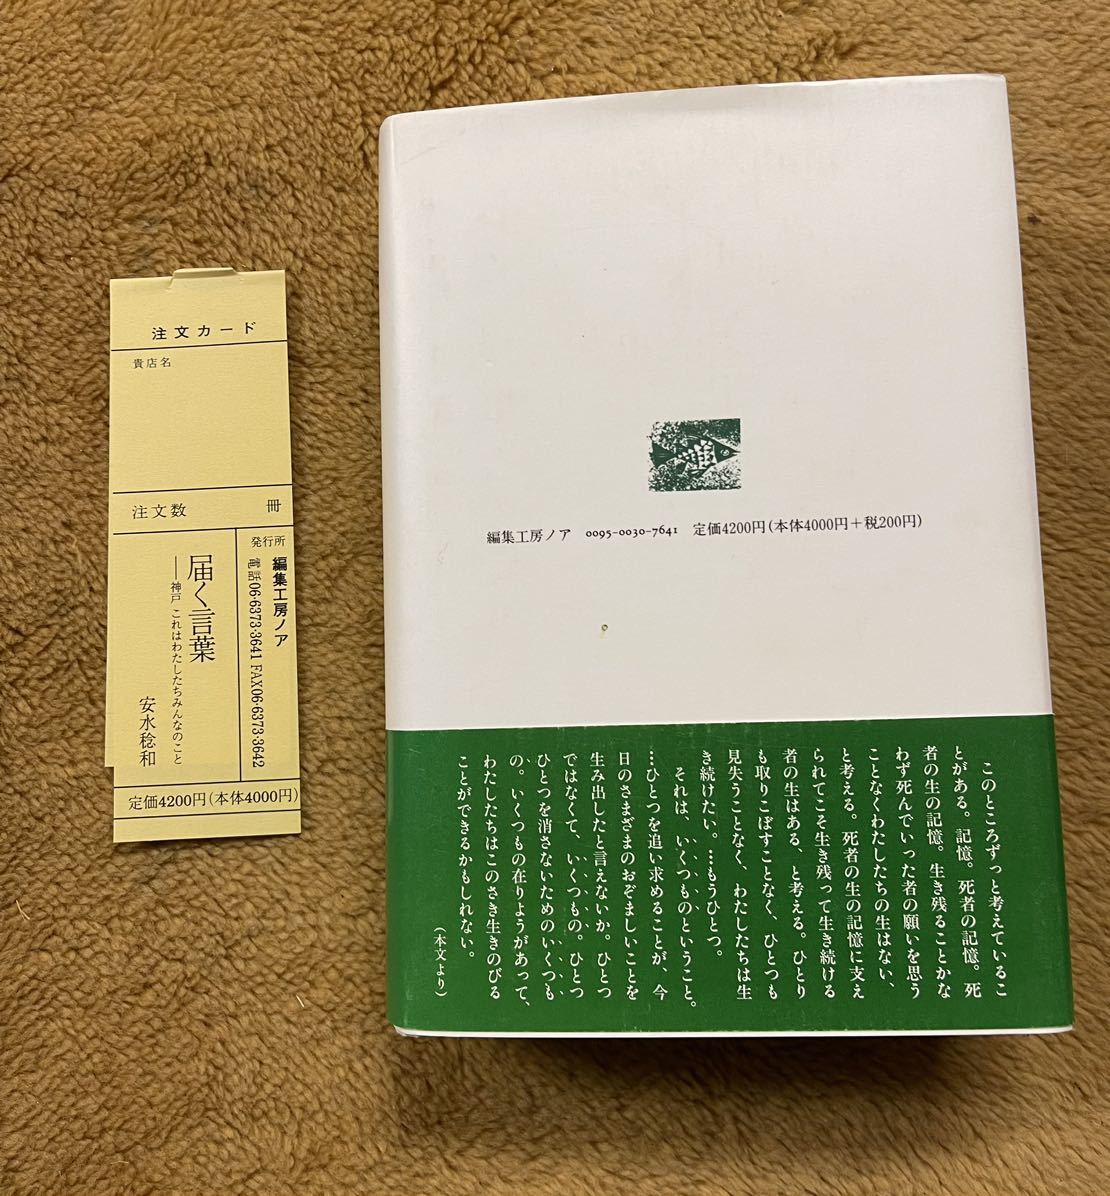 注文カード
貴店名
注文数　冊
発行所
編集工房ノア
電話06・6373・3641 FAX06・6373・3642
届く言葉
──神戸 これはわたしたちみんなのこと
安水稔和
定価4200円(本体4000円)
編集工房ノア　0095-0030-7641　定価4200円(本体4000円＋税200円)
このところずっと考えているこ
とがある。記憶。死者の記憶。死
者の生の記憶。生き残ることかな
わず死んでいった者の願いを思う
ことなくわたしたちの生はない、
と考える。死者の生の記憶に支え
られてこそ生き残って生き続ける
者の生はある、と考える。ひとり
も取りこぼすことなく、ひとつも
見失うことなく、わたしたちは生
き続けたい。…もうひとつ。
それは、いくつものということ。
…ひとつを追い求めることが、今
日のさまざまのおぞましいことを
生み出したと言えないか。ひとつ
ではなくて、いくつもの。ひとつ
ひとつを消さないためのいくつも
の。いくつもの在りようがあって、
わたしたちはこのさき生きのびる
ことができるかもしれない。
(本文より)